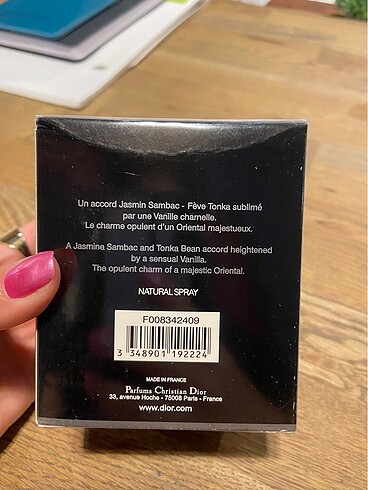 Un accord Jasmin Sambac - Fève Tonka sublimé
par une Vanille charnelle.
Le charme opulent d'un Oriental majestueux.
A Jasmine Sambac and Tonka Bean accord heightened
by a sensual Vanilla.
The opulent charm of a majestic Oriental.
NATURAL SPRAY
F008342409
3 348901 192224
MADE IN FRANCE
Parfums Christian Dior
33, avenue Hoche - 75008 Paris - France
www.dior.com